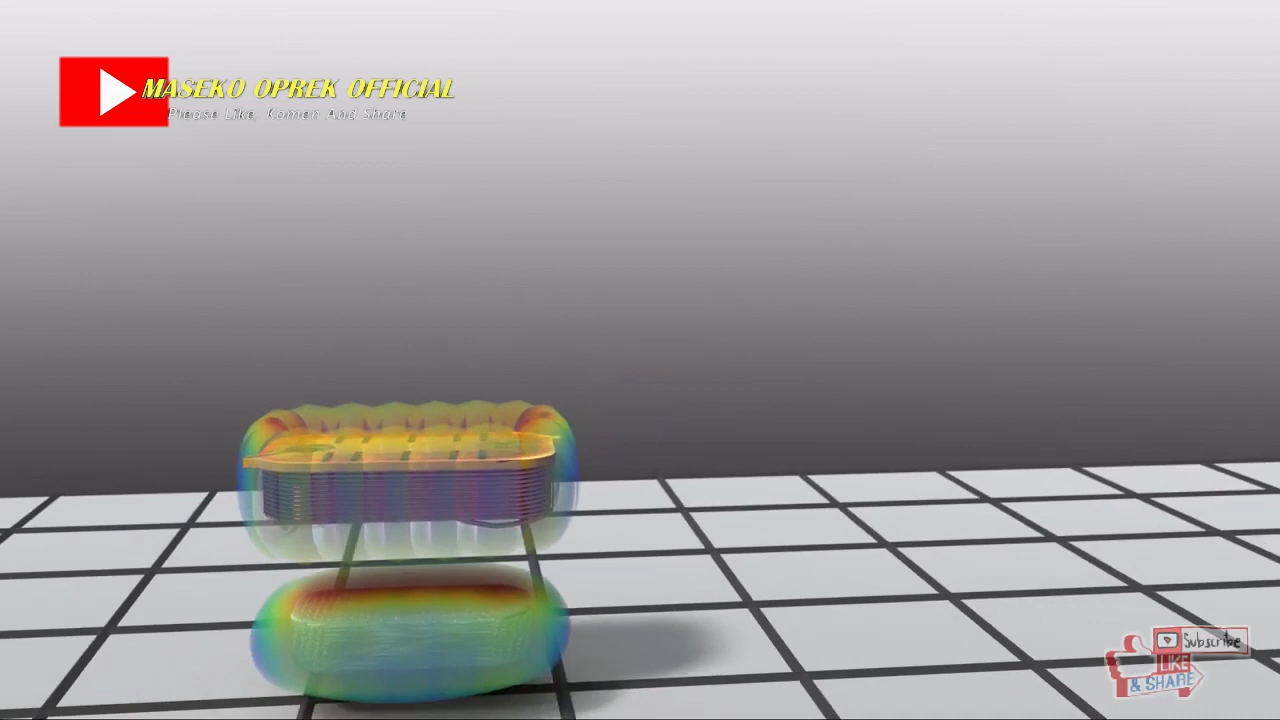 MASEKO OPREK OFFICIAL
Please Like, Komen And Share
Subscribe
LIKE
& SHARE